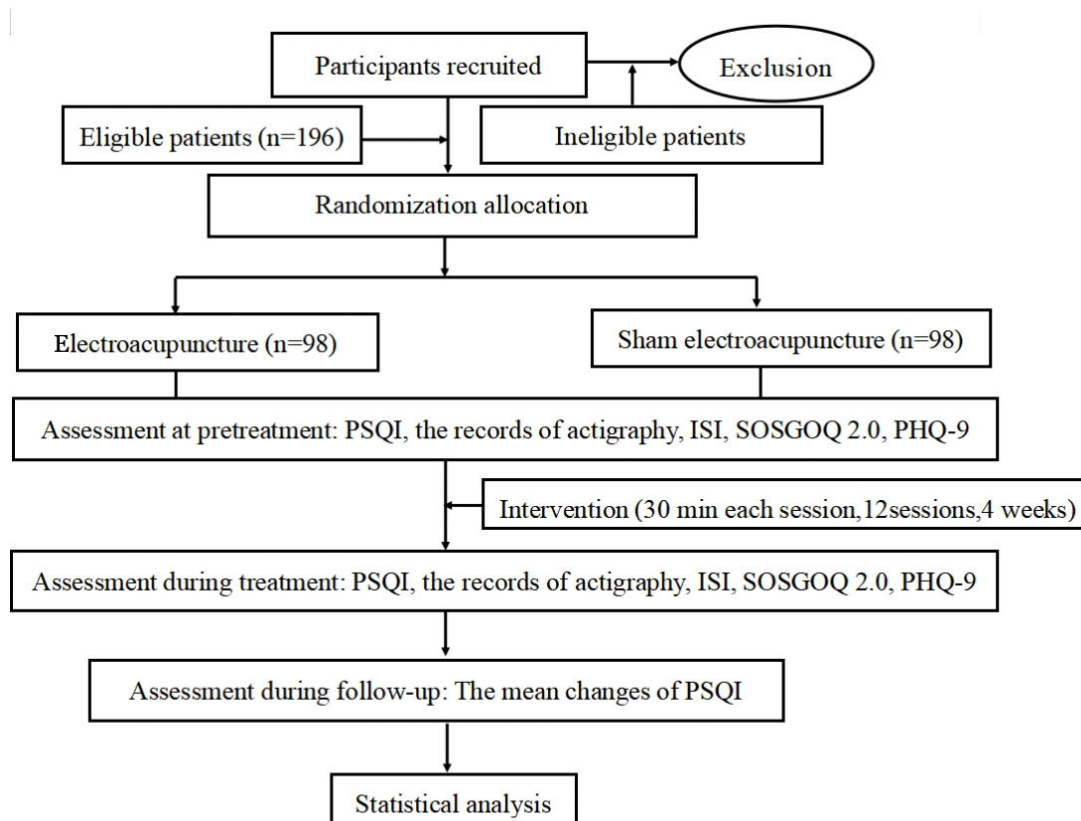 Participants recruited
Exclusion
Eligible patients (n=196)
Ineligible patients
Randomization allocation
Electroacupuncture (n=98)
Sham electroacupuncture (n=98)
Assessment at pretreatment: PSQI, the records of actigraphy, ISI, SOSGOQ 2.0, PHQ-9
Intervention (30 min each session,12sessions,4 weeks)
Assessment during treatment: PSQI, the records of actigraphy, ISI, SOSGOQ 2.0, PHQ-9
Assessment during follow-up: The mean changes of PSQI
Statistical analysis